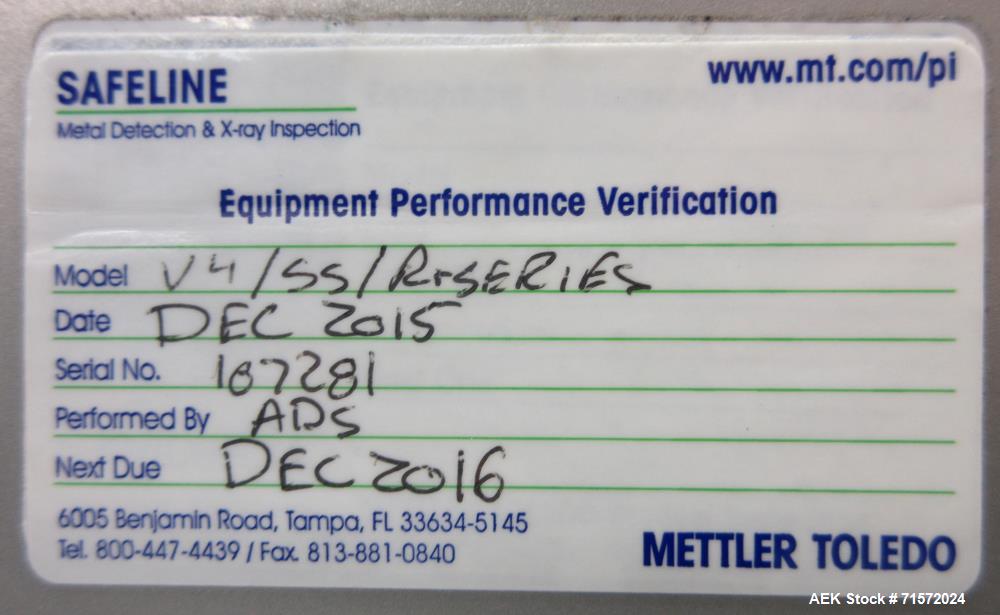 SAFELINE
www.mt.com/pi
Metal Detection & X-ray Inspection
Equipment Performance Verification
Model V4/SS/R-SERIES
Date DEC 2015
Serial No. 107281
Performed By ADS
Next Due DEC 2016
6005 Benjamin Road, Tampa, FL 33634-5145
Tel. 800-447-4439 / Fax. 813-881-0840
METTLER TOLEDO
AEK Stock # 71572024